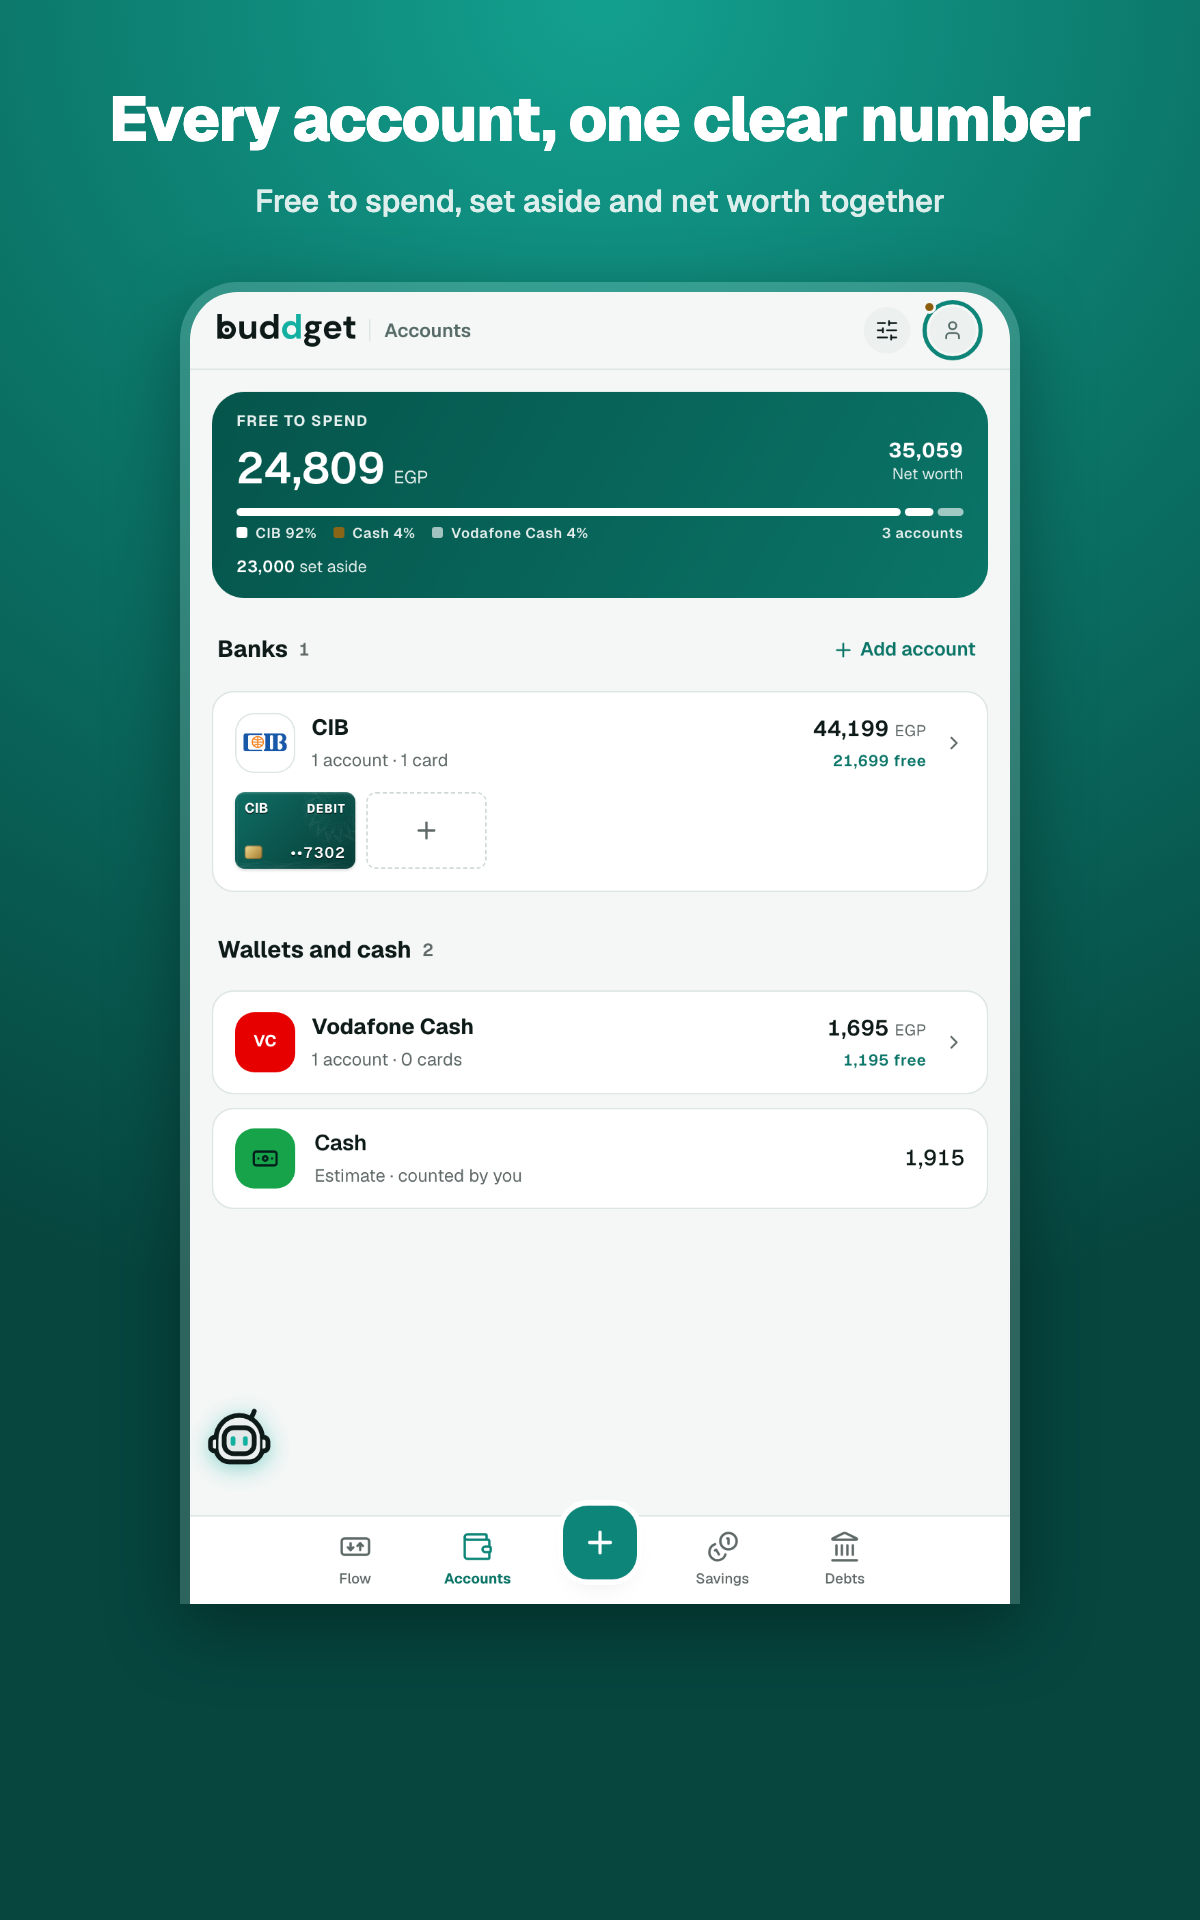 Every account, one clear number
Free to spend, set aside and net worth together
buddget Accounts
FREE TO SPEND
24,809 EGP
35,059
Net worth
CIB 92% Cash 4% Vodafone Cash 4%
3 accounts
23,000 set aside
Banks 1
+ Add account
CIB
CIB
1 account · 1 card
44,199 EGP
21,699 free
CIB DEBIT
••7302
+
Wallets and cash 2
VC
Vodafone Cash
1 account · 0 cards
1,695 EGP
1,195 free
Cash
Estimate · counted by you
1,915
Flow
Accounts
+
Savings
Debts